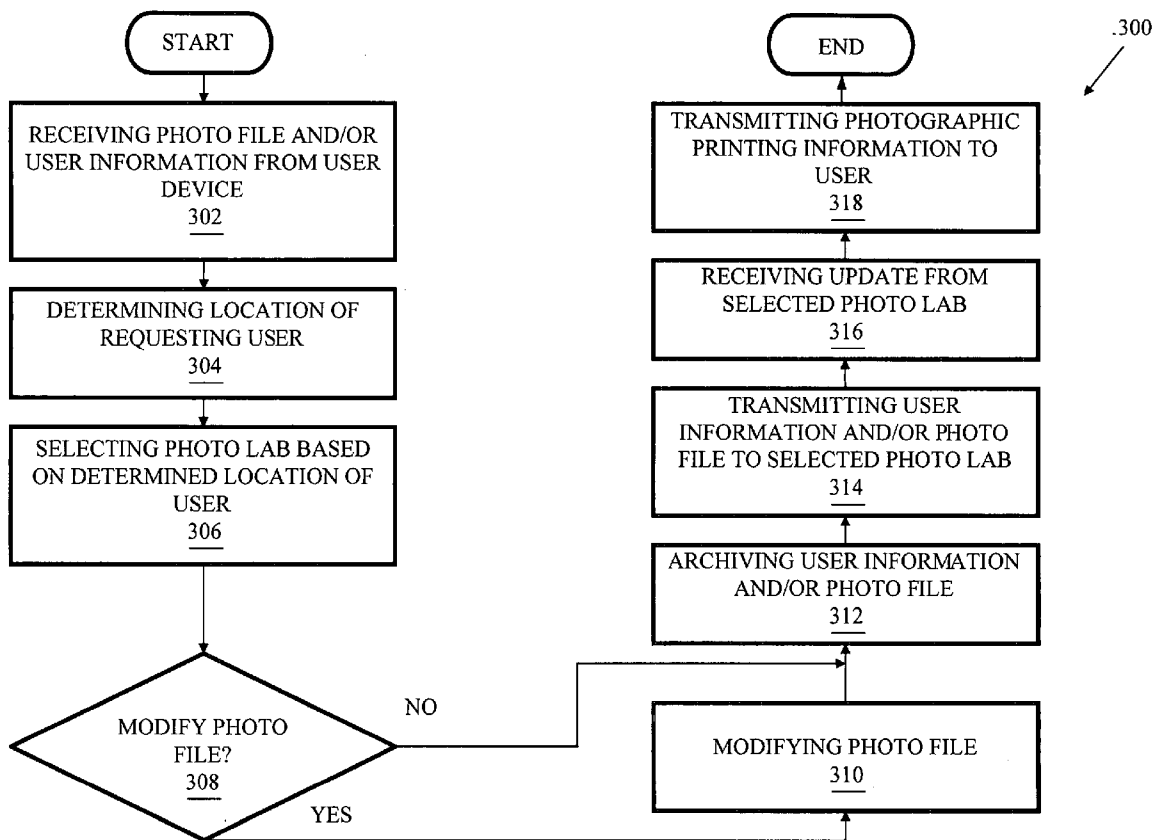 START
RECEIVING PHOTO FILE AND/OR
USER INFORMATION FROM USER
DEVICE
302
DETERMINING LOCATION OF
REQUESTING USER
304
SELECTING PHOTO LAB BASED
ON DETERMINED LOCATION OF
USER
306
MODIFY PHOTO
FILE?
308
NO
YES
MODIFYING PHOTO FILE
310
ARCHIVING USER INFORMATION
AND/OR PHOTO FILE
312
TRANSMITTING USER
INFORMATION AND/OR PHOTO
FILE TO SELECTED PHOTO LAB
314
RECEIVING UPDATE FROM
SELECTED PHOTO LAB
316
TRANSMITTING PHOTOGRAPHIC
PRINTING INFORMATION TO
USER
318
END
300